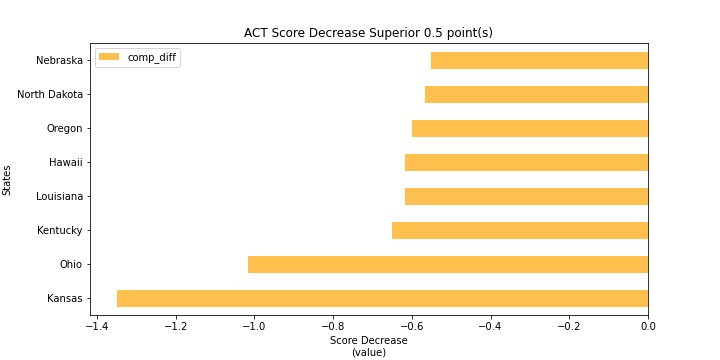 ACT Score Decrease Superior 0.5 point(s)
comp_diff
Nebraska
North Dakota
Oregon
Hawaii
Louisiana
Kentucky
Ohio
Kansas
States
−1.4 −1.2 −1.0 −0.8 −0.6 −0.4 −0.2 0.0
Score Decrease
(value)